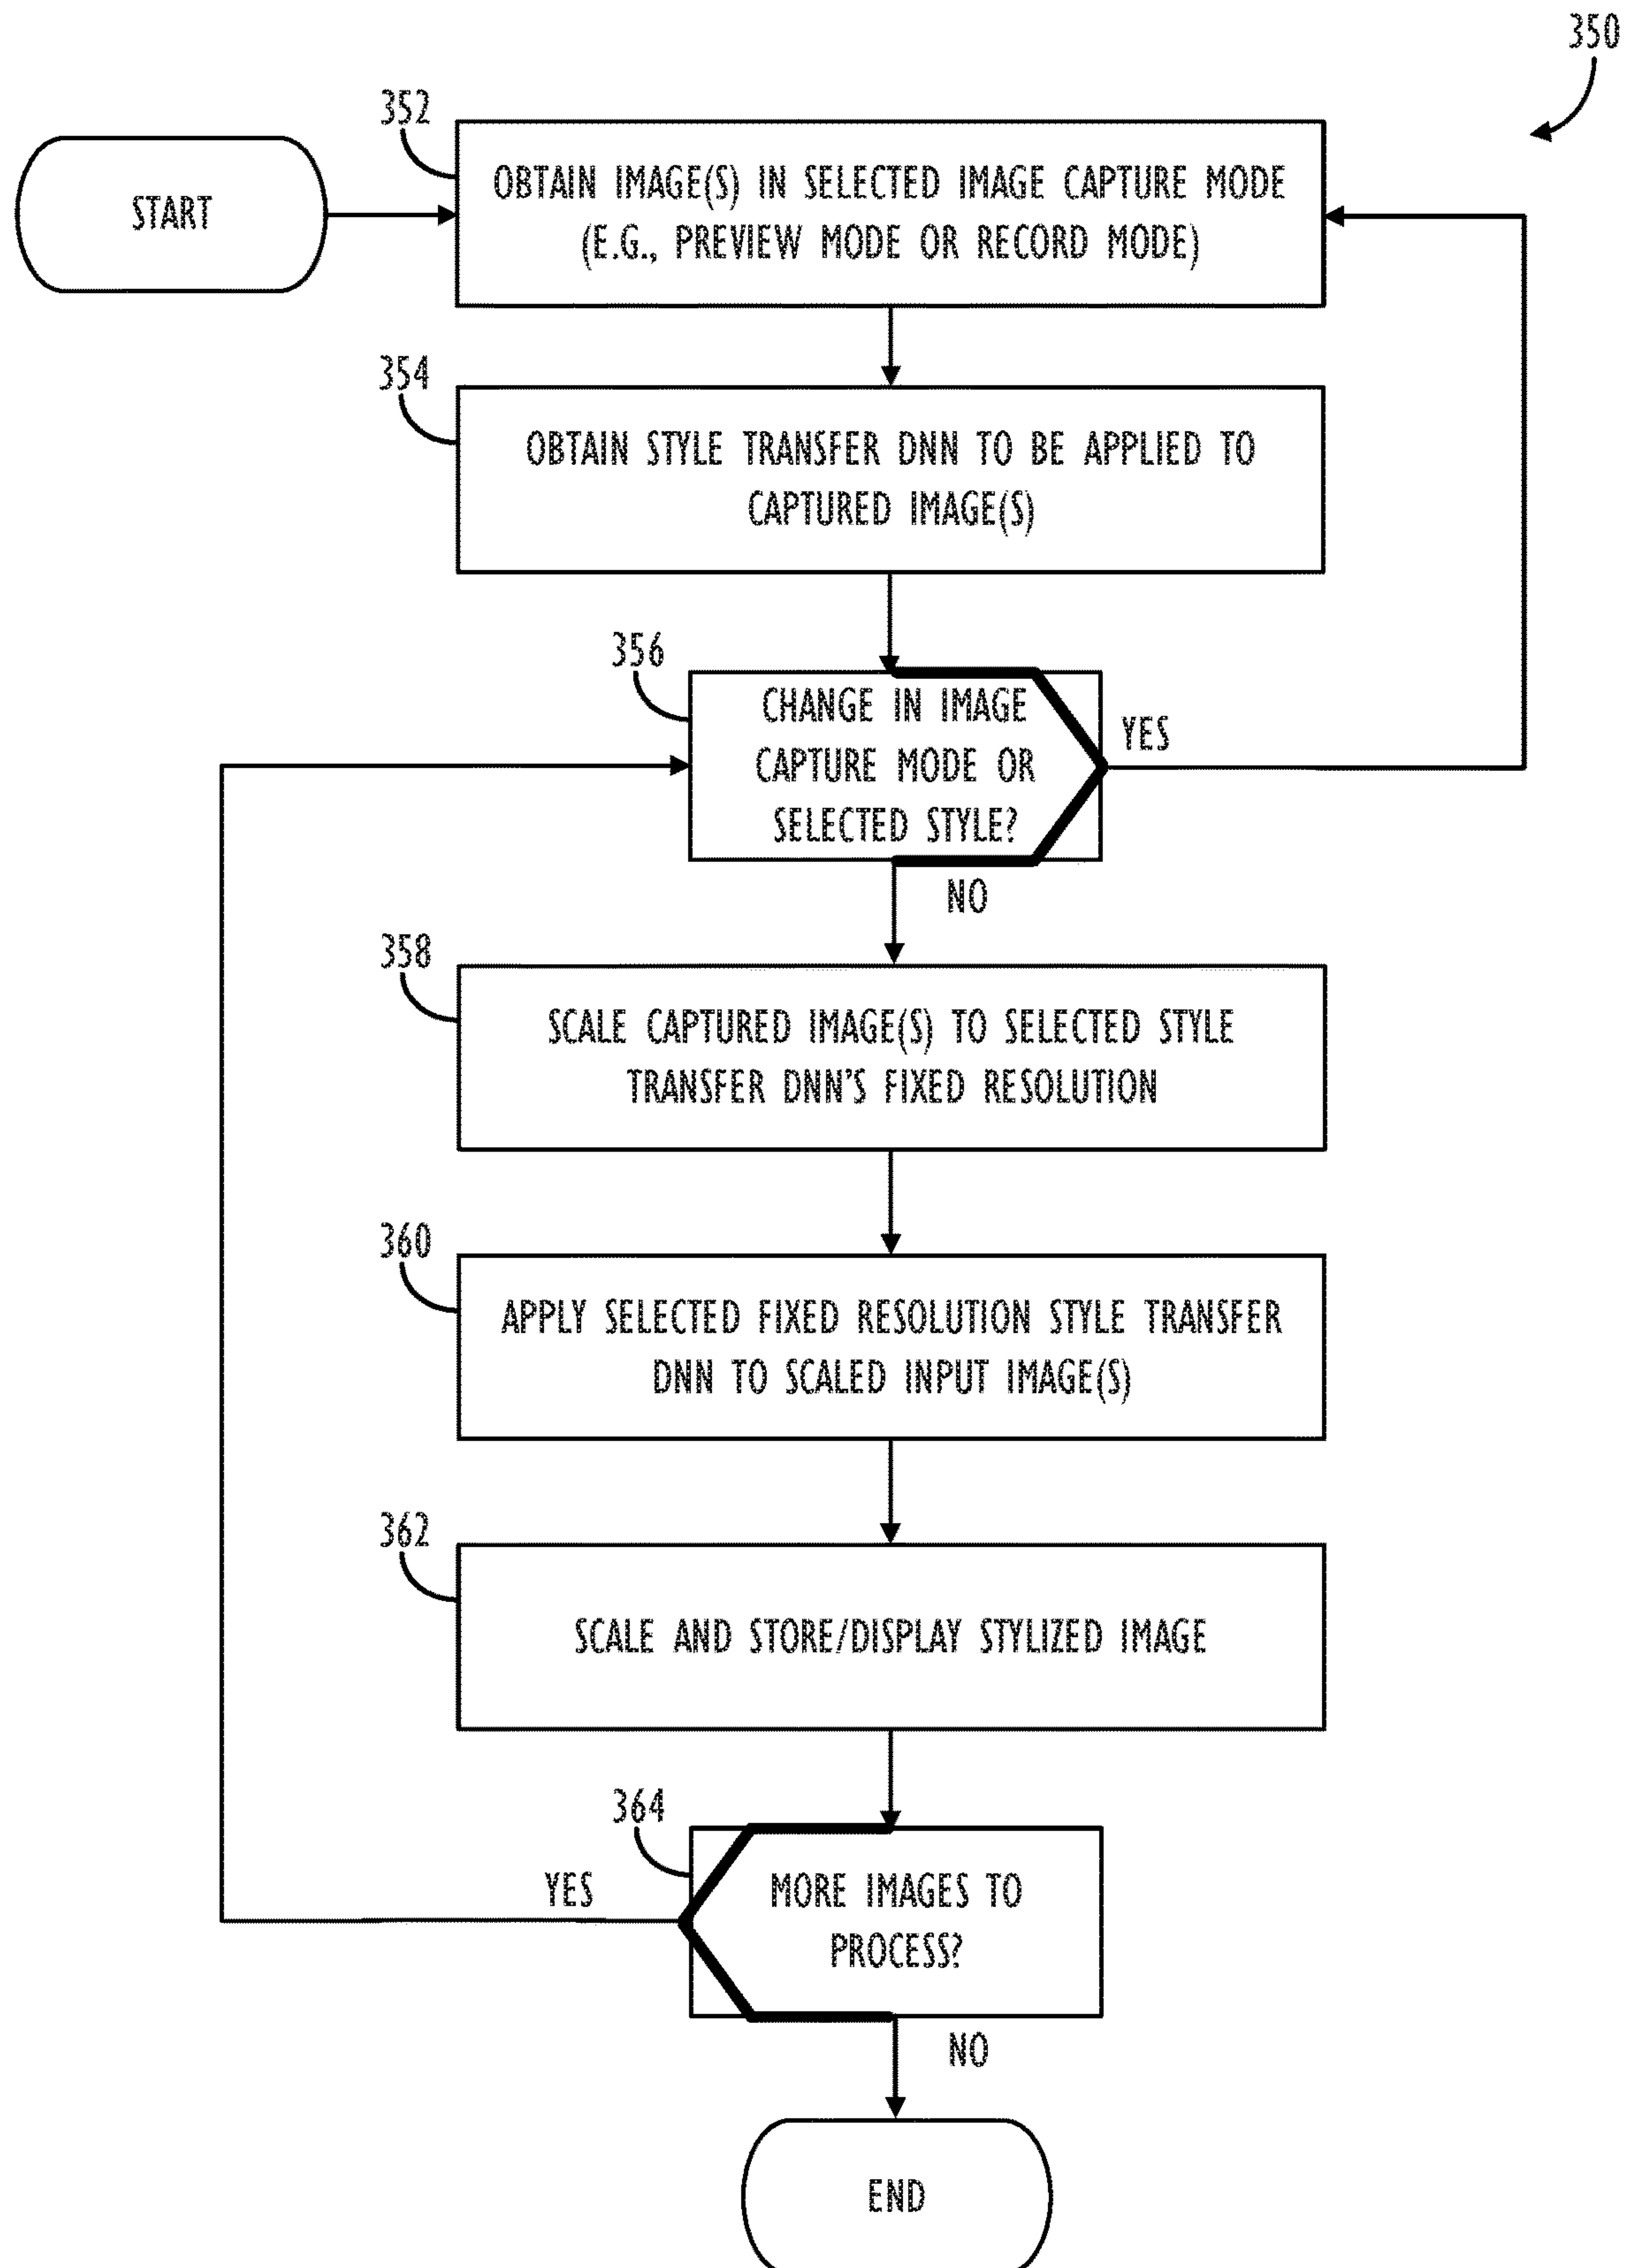 350
START
352
OBTAIN IMAGE(S) IN SELECTED IMAGE CAPTURE MODE
(E.G., PREVIEW MODE OR RECORD MODE)
354
OBTAIN STYLE TRANSFER DNN TO BE APPLIED TO
CAPTURED IMAGE(S)
356
CHANGE IN IMAGE
CAPTURE MODE OR
SELECTED STYLE?
YES
NO
358
SCALE CAPTURED IMAGE(S) TO SELECTED STYLE
TRANSFER DNN'S FIXED RESOLUTION
360
APPLY SELECTED FIXED RESOLUTION STYLE TRANSFER
DNN TO SCALED INPUT IMAGE(S)
362
SCALE AND STORE/DISPLAY STYLIZED IMAGE
364
YES
MORE IMAGES TO
PROCESS?
NO
END